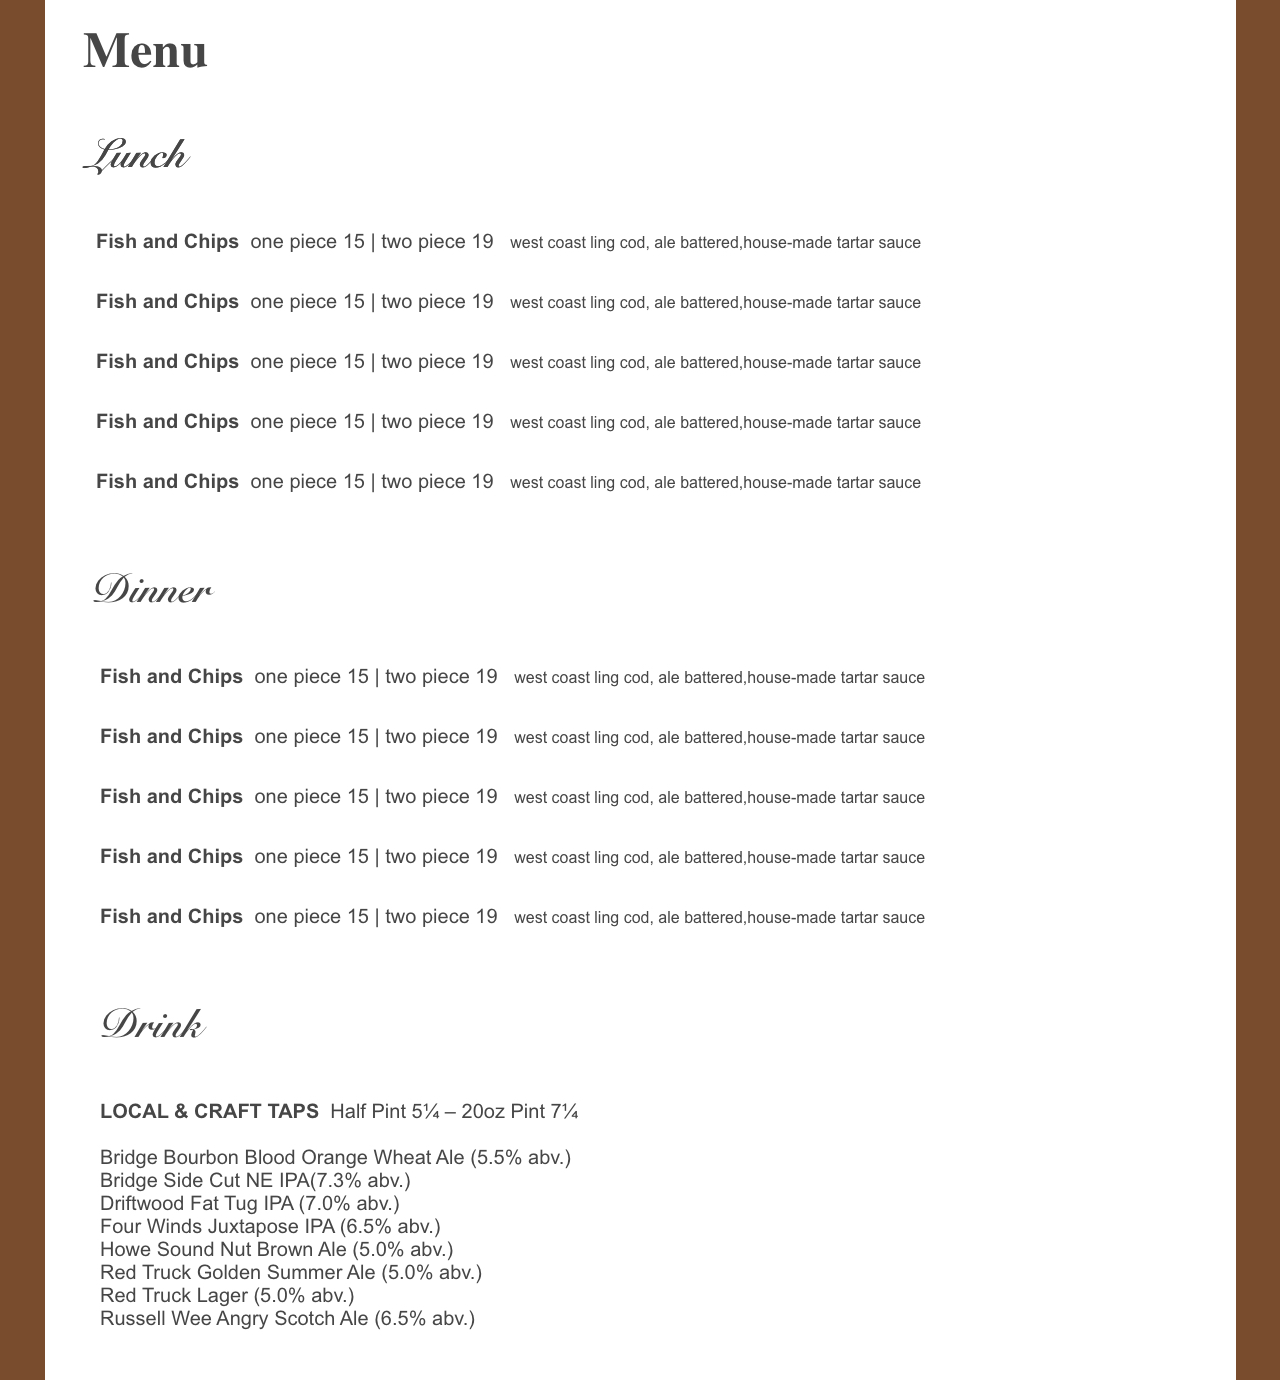 Menu
Lunch
Fish and Chips one piece 15 | two piece 19 west coast ling cod, ale battered,house-made tartar sauce
Fish and Chips one piece 15 | two piece 19 west coast ling cod, ale battered,house-made tartar sauce
Fish and Chips one piece 15 | two piece 19 west coast ling cod, ale battered,house-made tartar sauce
Fish and Chips one piece 15 | two piece 19 west coast ling cod, ale battered,house-made tartar sauce
Fish and Chips one piece 15 | two piece 19 west coast ling cod, ale battered,house-made tartar sauce
Dinner
Fish and Chips one piece 15 | two piece 19 west coast ling cod, ale battered,house-made tartar sauce
Fish and Chips one piece 15 | two piece 19 west coast ling cod, ale battered,house-made tartar sauce
Fish and Chips one piece 15 | two piece 19 west coast ling cod, ale battered,house-made tartar sauce
Fish and Chips one piece 15 | two piece 19 west coast ling cod, ale battered,house-made tartar sauce
Fish and Chips one piece 15 | two piece 19 west coast ling cod, ale battered,house-made tartar sauce
Drink
LOCAL & CRAFT TAPS Half Pint 5¼ – 20oz Pint 7¼
Bridge Bourbon Blood Orange Wheat Ale (5.5% abv.)
Bridge Side Cut NE IPA(7.3% abv.)
Driftwood Fat Tug IPA (7.0% abv.)
Four Winds Juxtapose IPA (6.5% abv.)
Howe Sound Nut Brown Ale (5.0% abv.)
Red Truck Golden Summer Ale (5.0% abv.)
Red Truck Lager (5.0% abv.)
Russell Wee Angry Scotch Ale (6.5% abv.)